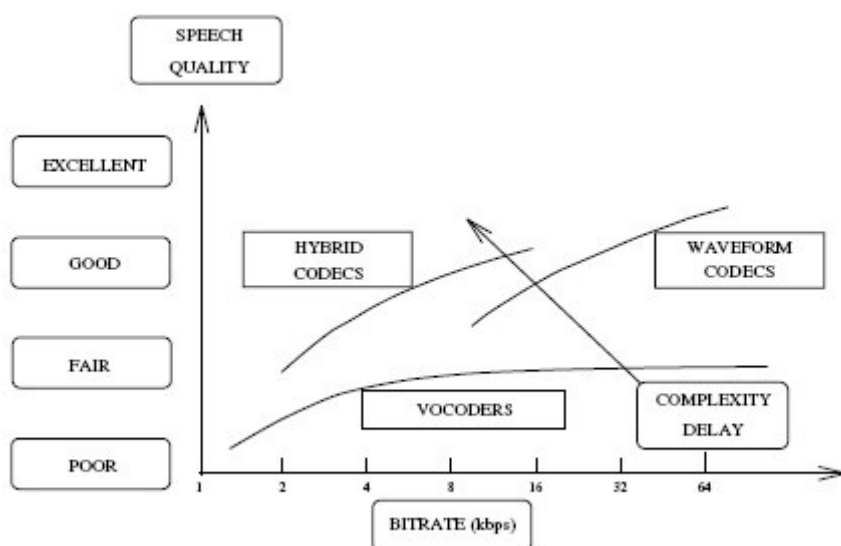 SPEECH
QUALITY
EXCELLENT
GOOD
FAIR
POOR
HYBRID
CODECS
WAVEFORM
CODECS
VOCODERS
COMPLEXITY
DELAY
1 2 4 8 16 32 64
BITRATE (kbps)